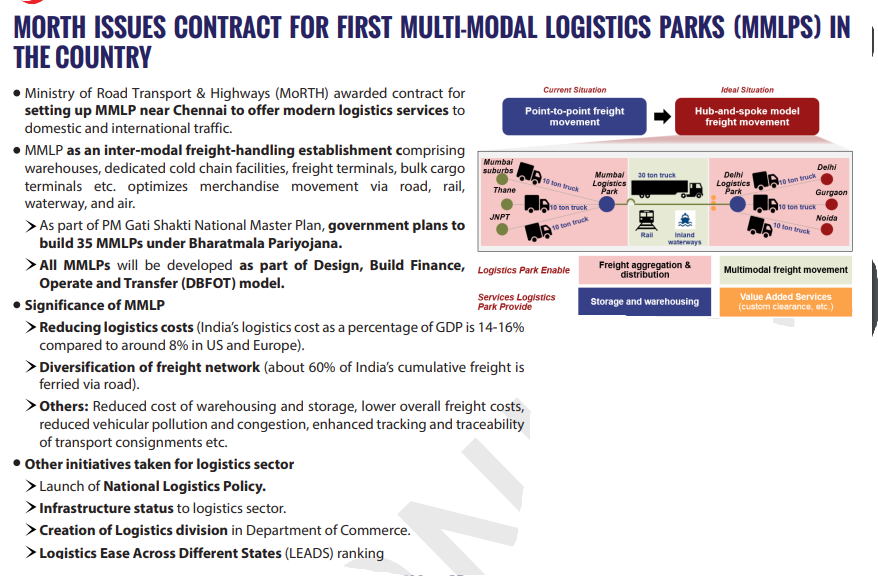 MORTH ISSUES CONTRACT FOR FIRST MULTI-MODAL LOGISTICS PARKS (MMLPS) IN
THE COUNTRY
• Ministry of Road Transport & Highways (MoRTH) awarded contract for
setting up MMLP near Chennai to offer modern logistics services to
domestic and international traffic.
• MMLP as an inter-modal freight-handling establishment comprising
warehouses, dedicated cold chain facilities, freight terminals, bulk cargo
terminals etc. optimizes merchandise movement via road, rail,
waterway, and air.
➤ As part of PM Gati Shakti National Master Plan, government plans to
build 35 MMLPs under Bharatmala Pariyojana.
➤ All MMLPs will be developed as part of Design, Build Finance,
Operate and Transfer (DBFOT) model.
• Significance of MMLP
➤ Reducing logistics costs (India's logistics cost as a percentage of GDP is 14-16%
compared to around 8% in US and Europe).
➤ Diversification of freight network (about 60% of India's cumulative freight is
ferried via road).
➤ Others: Reduced cost of warehousing and storage, lower overall freight costs,
reduced vehicular pollution and congestion, enhanced tracking and traceability
of transport consignments etc.
• Other initiatives taken for logistics sector
➤ Launch of National Logistics Policy.
➤ Infrastructure status to logistics sector.
➤ Creation of Logistics division in Department of Commerce.
➤ Logistics Ease Across Different States (LEADS) ranking
Current Situation
Ideal Situation
Point-to-point freight
movement
Hub-and-spoke model
freight movement
Mumbai
suburbs
Thane
JNPT
10 ton truck
10 ton truck
10 ton truck
Mumbai
Logistics
Park
30 ton truck
Rail
Inland
waterways
Delhi
Logistics
Park
10 ton truck
10 ton truck
10 ton truck
Delhi
Gurgaon
Noida
Logistics Park Enable
Freight aggregation &
distribution
Multimodal freight movement
Services Logistics
Park Provide
Storage and warehousing
Value Added Services
(custom clearance, etc.)